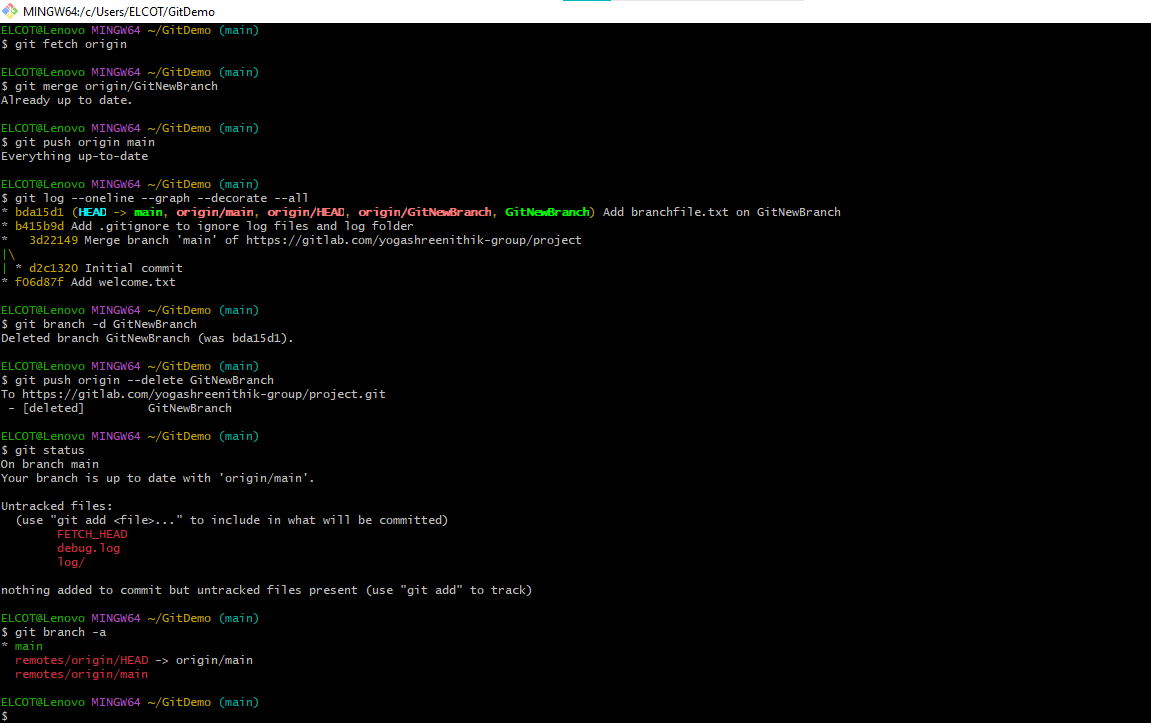 MINGW64:/c/Users/ELCOT/GitDemo
ELCOT@Lenovo MINGW64 ~/GitDemo (main)
$ git fetch origin
ELCOT@Lenovo MINGW64 ~/GitDemo (main)
$ git merge origin/GitNewBranch
Already up to date.
ELCOT@Lenovo MINGW64 ~/GitDemo (main)
$ git push origin main
Everything up-to-date
ELCOT@Lenovo MINGW64 ~/GitDemo (main)
$ git log --oneline --graph --decorate --all
* bda15d1 (HEAD -> main, origin/main, origin/HEAD, origin/GitNewBranch, GitNewBranch) Add branchfile.txt on GitNewBranch
* b415b9d Add .gitignore to ignore log files and log folder
*   3d22149 Merge branch 'main' of https://gitlab.com/yogashreenithik-group/project
|\
| * d2c1320 Initial commit
* f06d87f Add welcome.txt
ELCOT@Lenovo MINGW64 ~/GitDemo (main)
$ git branch -d GitNewBranch
Deleted branch GitNewBranch (was bda15d1).
ELCOT@Lenovo MINGW64 ~/GitDemo (main)
$ git push origin --delete GitNewBranch
To https://gitlab.com/yogashreenithik-group/project.git
 - [deleted]         GitNewBranch
ELCOT@Lenovo MINGW64 ~/GitDemo (main)
$ git status
On branch main
Your branch is up to date with 'origin/main'.
Untracked files:
  (use "git add <file>..." to include in what will be committed)
        FETCH_HEAD
        debug.log
        log/
nothing added to commit but untracked files present (use "git add" to track)
ELCOT@Lenovo MINGW64 ~/GitDemo (main)
$ git branch -a
* main
  remotes/origin/HEAD -> origin/main
  remotes/origin/main
ELCOT@Lenovo MINGW64 ~/GitDemo (main)
$